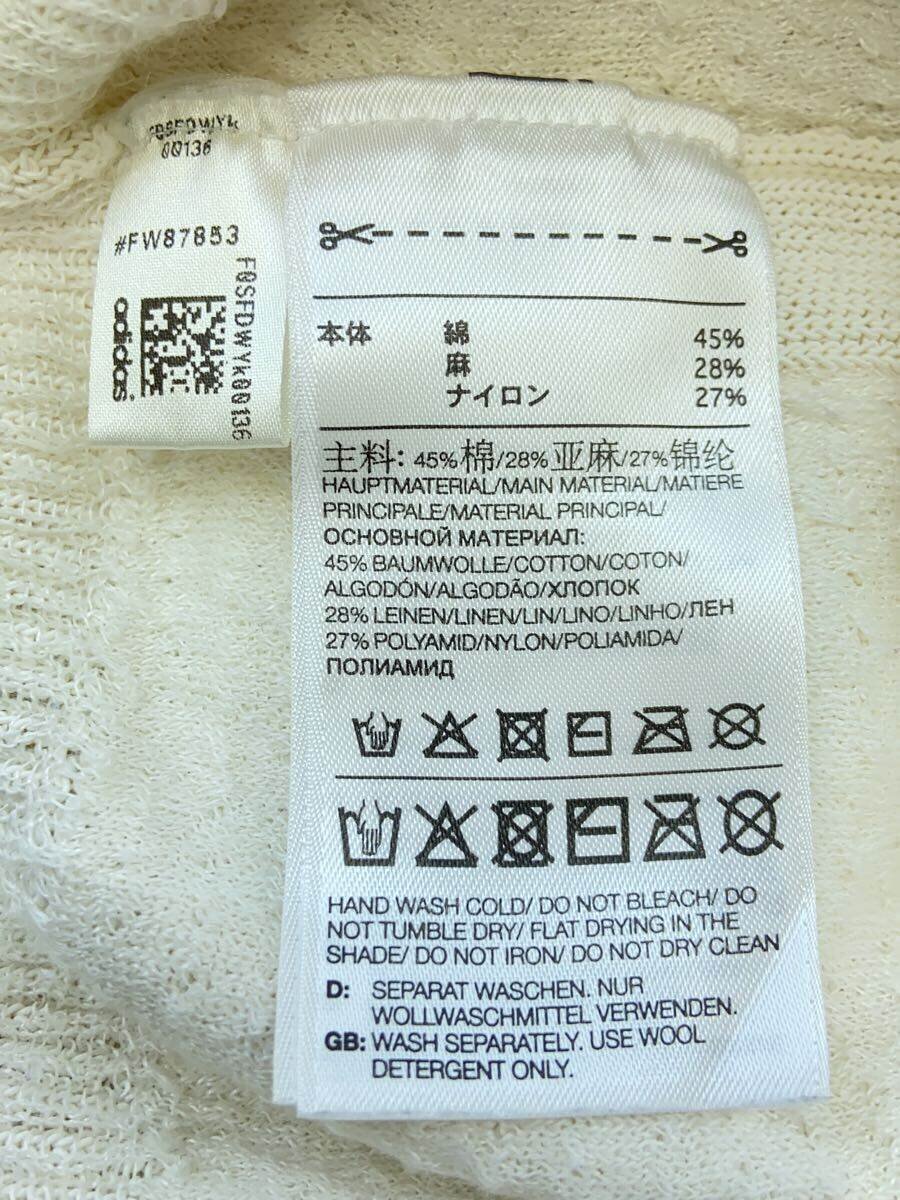 FQSFDWYk
00136
#FW87853
adidas
FQSFDWYk00136
本体 綿 45%
麻 28%
ナイロン 27%
主料: 45%棉/28%亚麻/27%锦纶
HAUPTMATERIAL/MAIN MATERIAL/MATIERE
PRINCIPALE/MATERIAL PRINCIPAL/
ОСНОВНОЙ МАТЕРИАЛ:
45% BAUMWOLLE/COTTON/COTON/
ALGODÓN/ALGODÃO/ХЛОПОК
28% LEINEN/LINEN/LIN/LINO/LINHO/ЛЕН
27% POLYAMID/NYLON/POLIAMIDA/
ПОЛИАМИД
HAND WASH COLD/ DO NOT BLEACH/ DO
NOT TUMBLE DRY/ FLAT DRYING IN THE
SHADE/ DO NOT IRON/ DO NOT DRY CLEAN
D: SEPARAT WASCHEN. NUR
WOLLWASCHMITTEL VERWENDEN.
GB: WASH SEPARATELY. USE WOOL
DETERGENT ONLY.